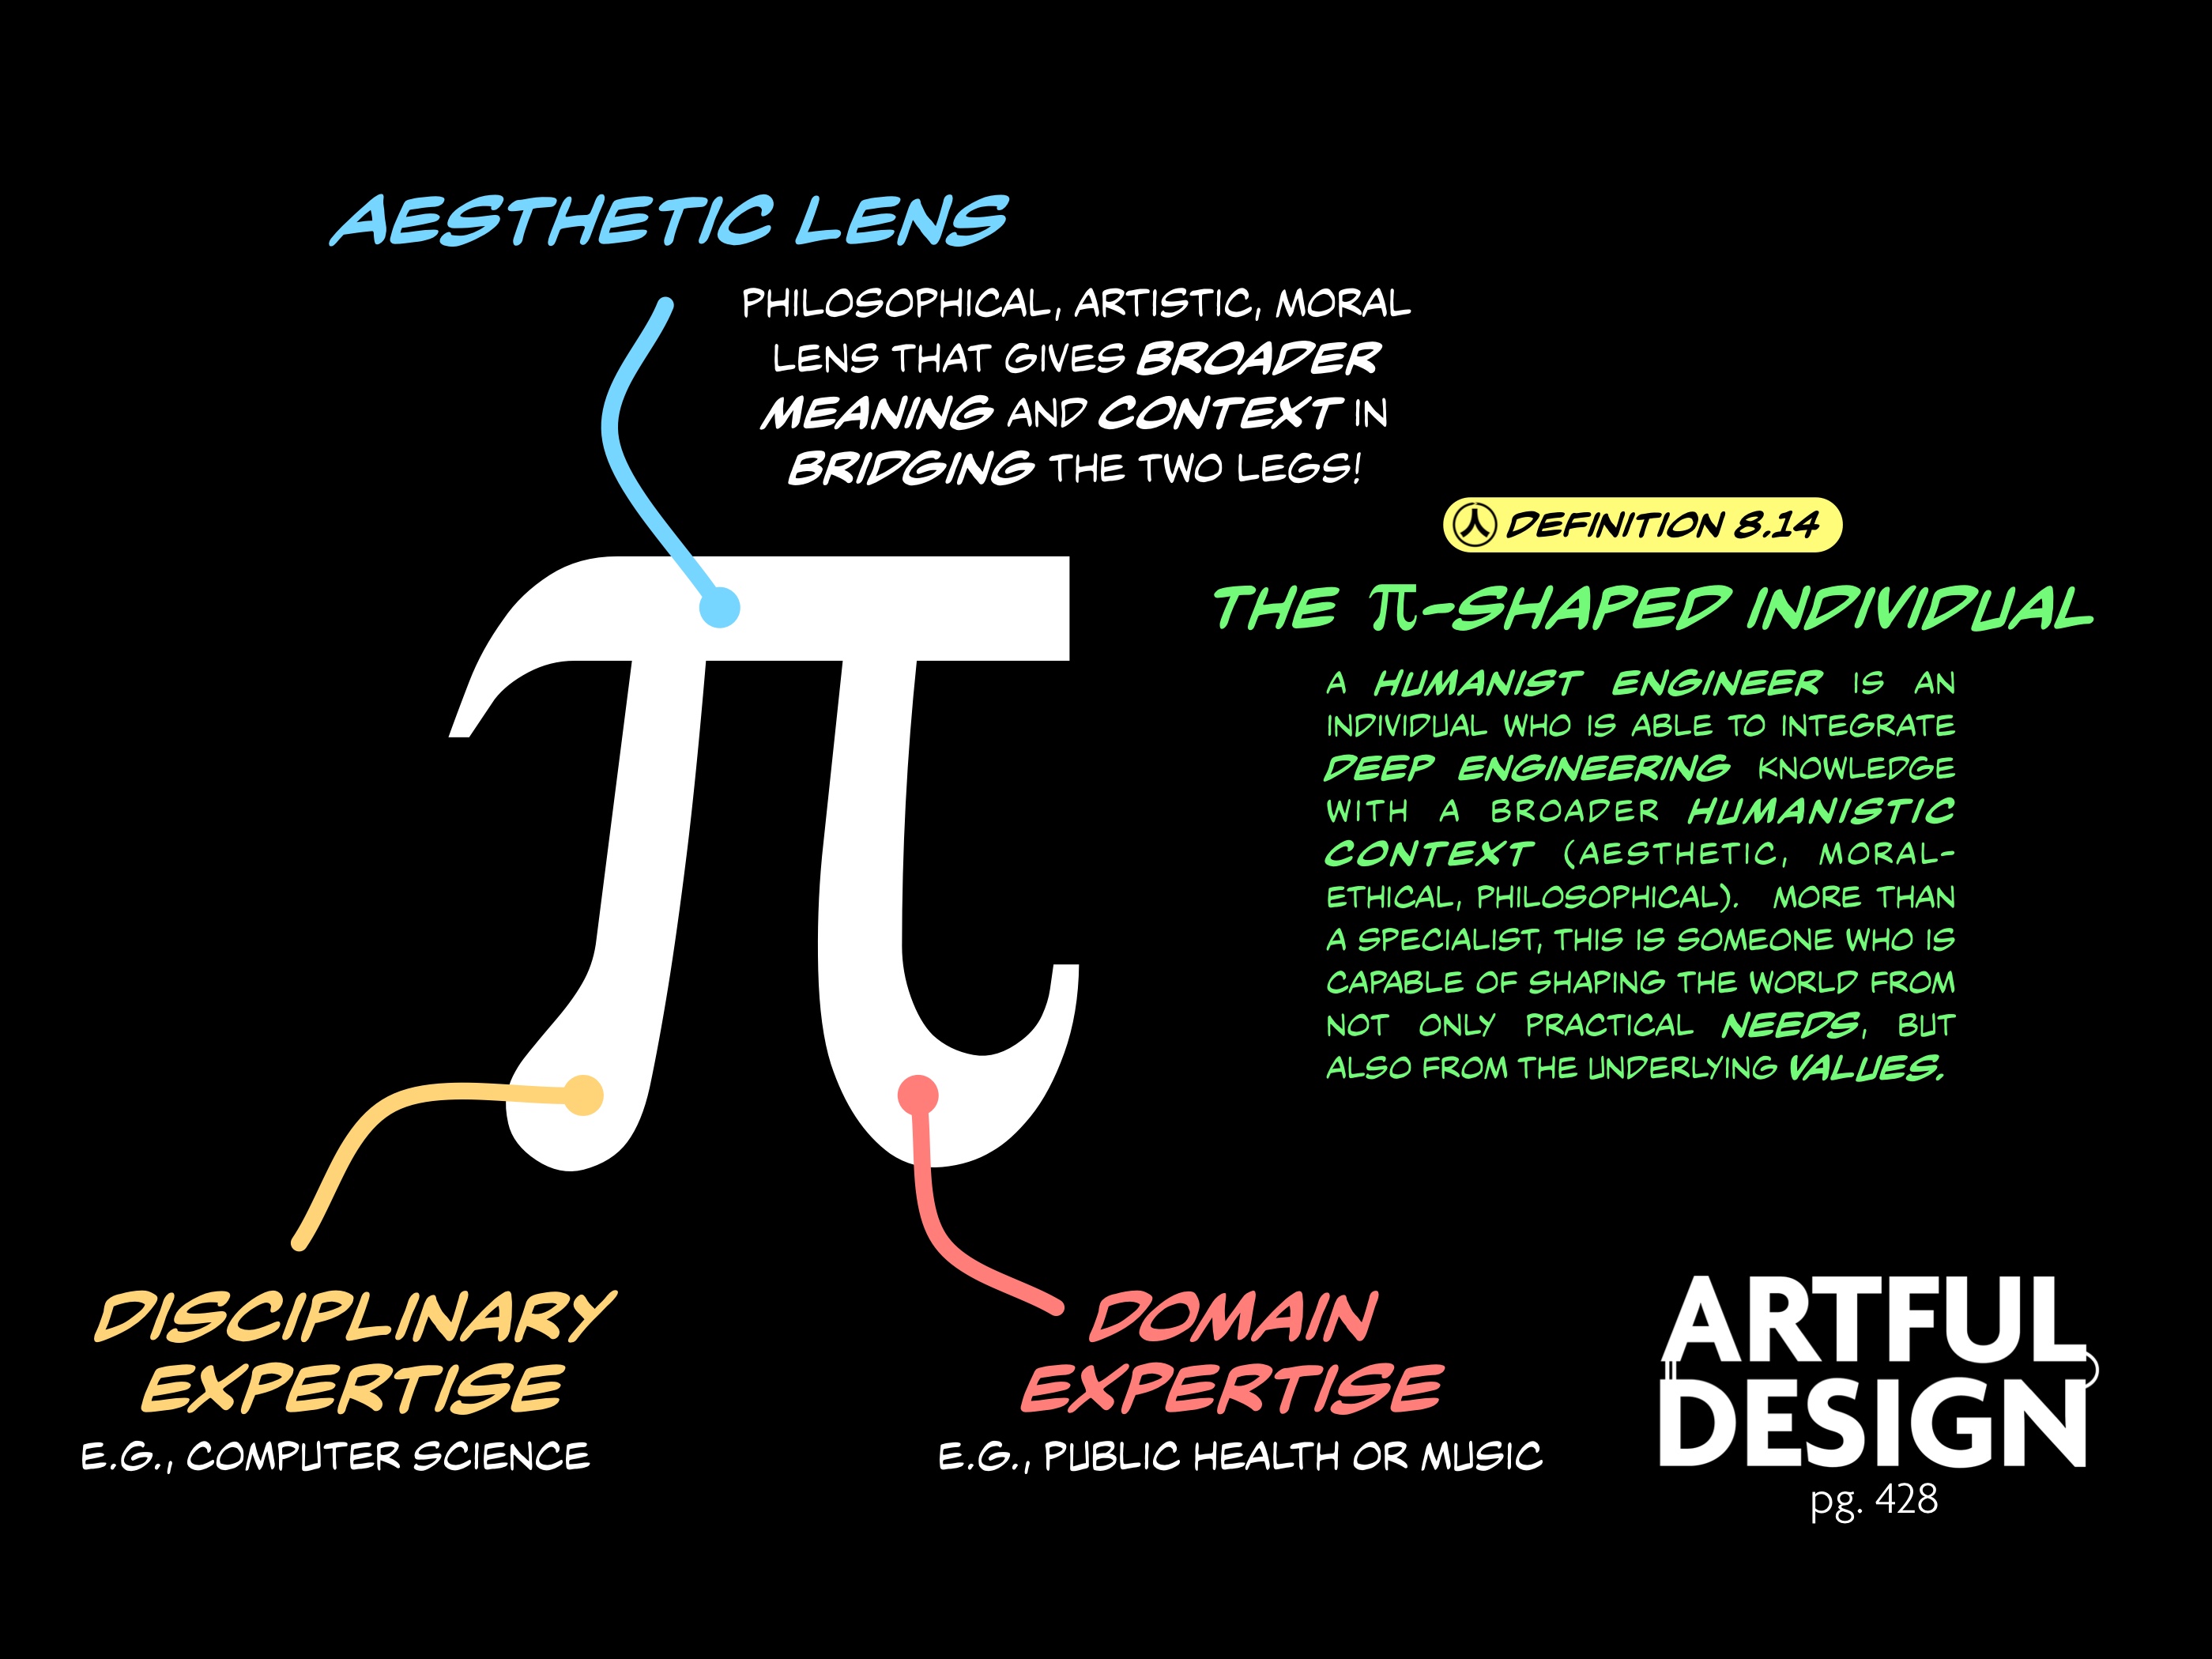 AESTHETIC LENS
PHILOSOPHICAL, ARTISTIC, MORAL
LENS THAT GIVES BROADER
MEANING AND CONTEXT IN
BRIDGING THE TWO LEGS!
DEFINITION 8.14
THE π-SHAPED INDIVIDUAL
A HUMANIST ENGINEER IS AN
INDIVIDUAL WHO IS ABLE TO INTEGRATE
DEEP ENGINEERING KNOWLEDGE
WITH A BROADER HUMANISTIC
CONTEXT (AESTHETIC, MORAL-
ETHICAL, PHILOSOPHICAL). MORE THAN
A SPECIALIST, THIS IS SOMEONE WHO IS
CAPABLE OF SHAPING THE WORLD FROM
NOT ONLY PRACTICAL NEEDS, BUT
ALSO FROM THE UNDERLYING VALUES.
π
DISCIPLINARY
EXPERTISE
E.G., COMPUTER SCIENCE
DOMAIN
EXPERTISE
E.G., PUBLIC HEALTH OR MUSIC
ARTFUL
DESIGN
pg. 428